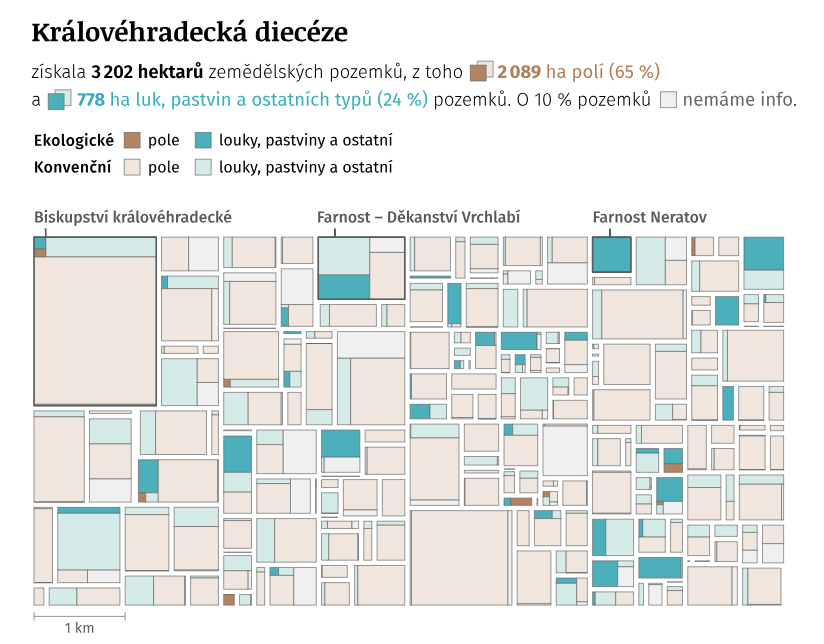 Královéhradecká diecéze
získala 3 202 hektarů zemědělských pozemků, z toho 2 089 ha polí (65 %)
a 778 ha luk, pastvin a ostatních typů (24 %) pozemků. O 10 % pozemků nemáme info.
Ekologické pole louky, pastviny a ostatní
Konvenční pole louky, pastviny a ostatní
Biskupství královéhradecké Farnost – Děkanství Vrchlabí Farnost Neratov
1 km